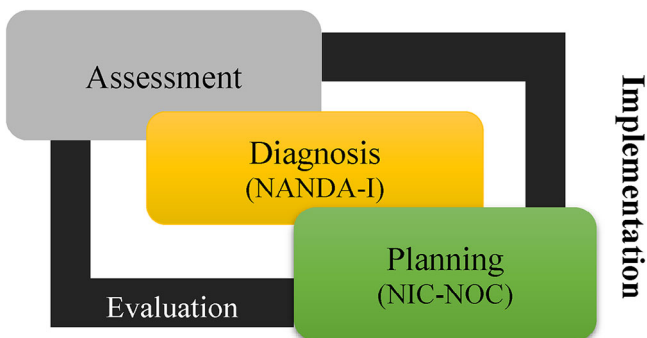 Assessment
Diagnosis
(NANDA-I)
Planning
(NIC-NOC)
Evaluation
Implementation